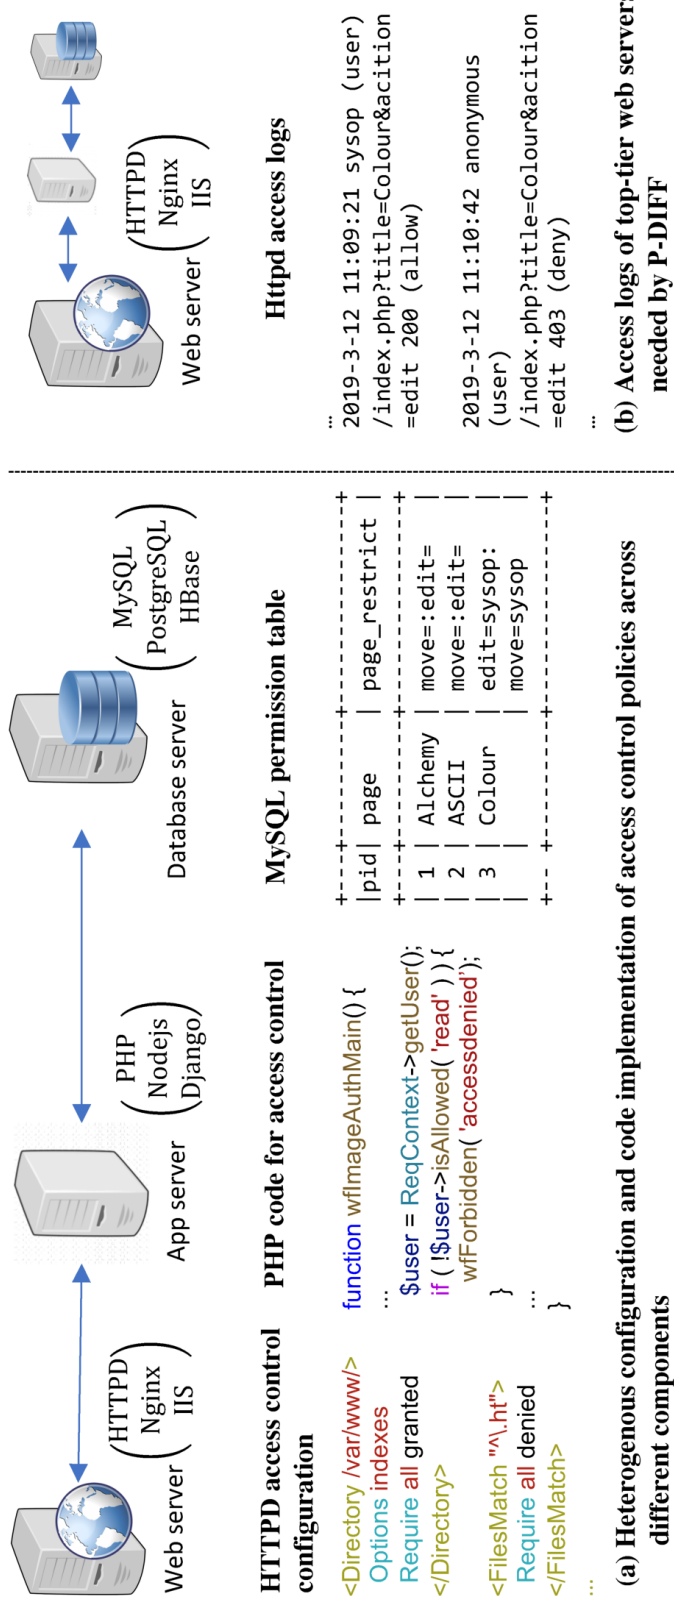 Web server
(HTTPD
Nginx
IIS)
App server
(PHP
Nodejs
Django)
Database server
(MySQL
PostgreSQL
HBase)
HTTPD access control
configuration
<Directory /var/www/>
Options indexes
Require all granted
</Directory>
<FilesMatch "^\.ht">
Require all denied
</FilesMatch>
...
PHP code for access control
function wfImageAuthMain() {
...
$user = ReqContext->getUser();
if ( !$user->isAllowed( 'read' ) ) {
wfForbidden( 'accessdenied');
}
...
}
MySQL permission table
+---+---------+---------------+
|pid| page | page_restrict |
+---+---------+---------------+
| 1 | Alchemy | move=:edit= |
| 2 | ASCII | move=:edit= |
| 3 | Colour | edit=sysop: |
| | | move=sysop |
+---+---------+---------------+
(a) Heterogenous configuration and code implementation of access control policies across
different components
Web server
(HTTPD
Nginx
IIS)
Httpd access logs
...
2019-3-12 11:09:21 sysop (user)
/index.php?title=Colour&acition
=edit 200 (allow)
2019-3-12 11:10:42 anonymous
(user)
/index.php?title=Colour&acition
=edit 403 (deny)
...
(b) Access logs of top-tier web servers
needed by P-DIFF